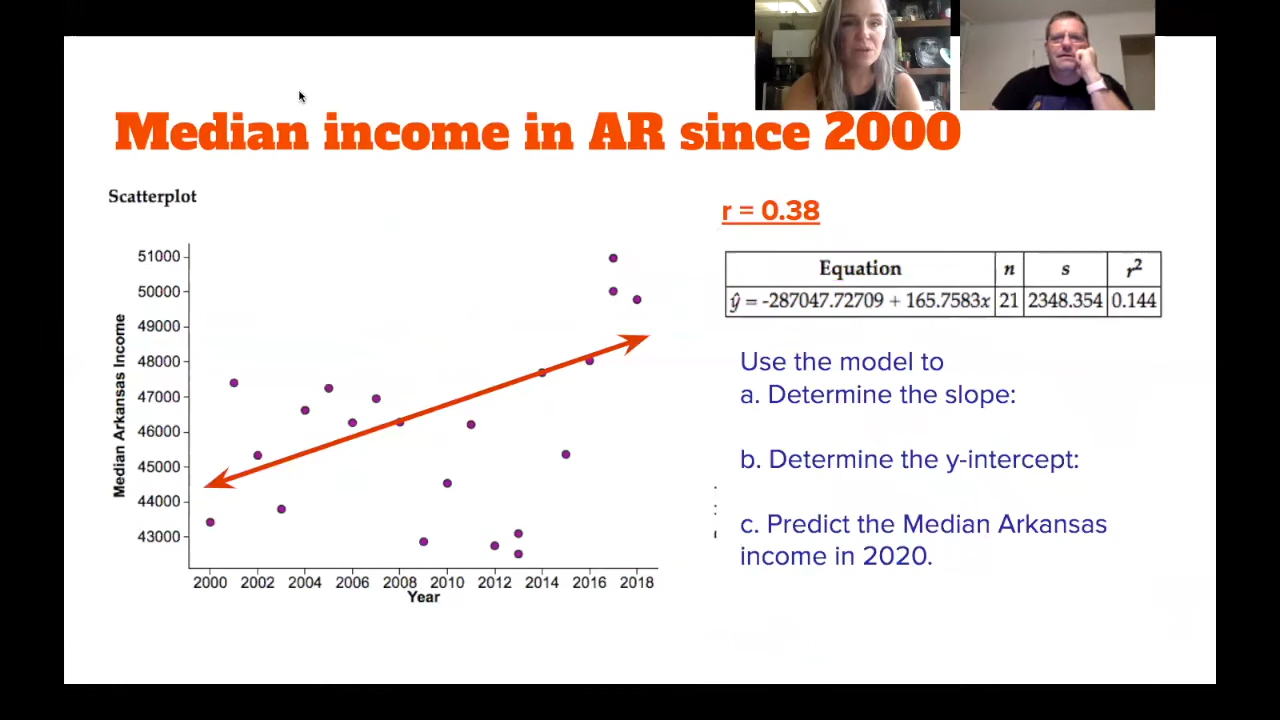 Median income in AR since 2000
Scatterplot
51000
50000
49000
48000
47000
46000
45000
44000
43000
Median Arkansas Income
2000 2002 2004 2006 2008 2010 2012 2014 2016 2018
Year
r = 0.38
Equation n s r²
ŷ = -287047.72709 + 165.7583x 21 2348.354 0.144
Use the model to
a. Determine the slope:
b. Determine the y-intercept:
c. Predict the Median Arkansas
income in 2020.